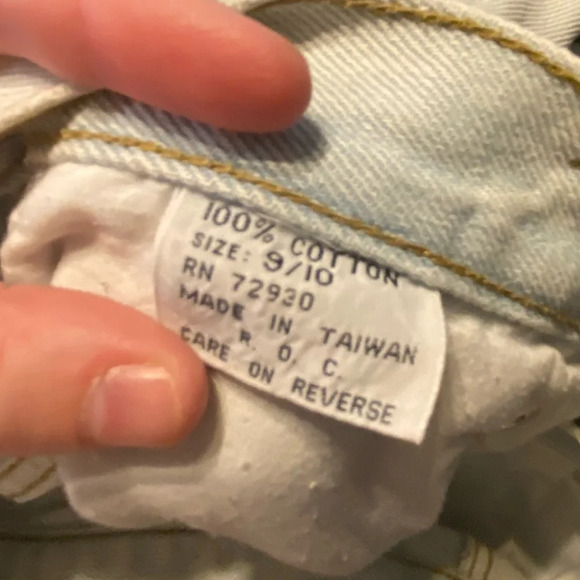 100% COTTON
SIZE: 9/10
RN 72930
MADE IN TAIWAN
R. O. C.
CARE ON REVERSE